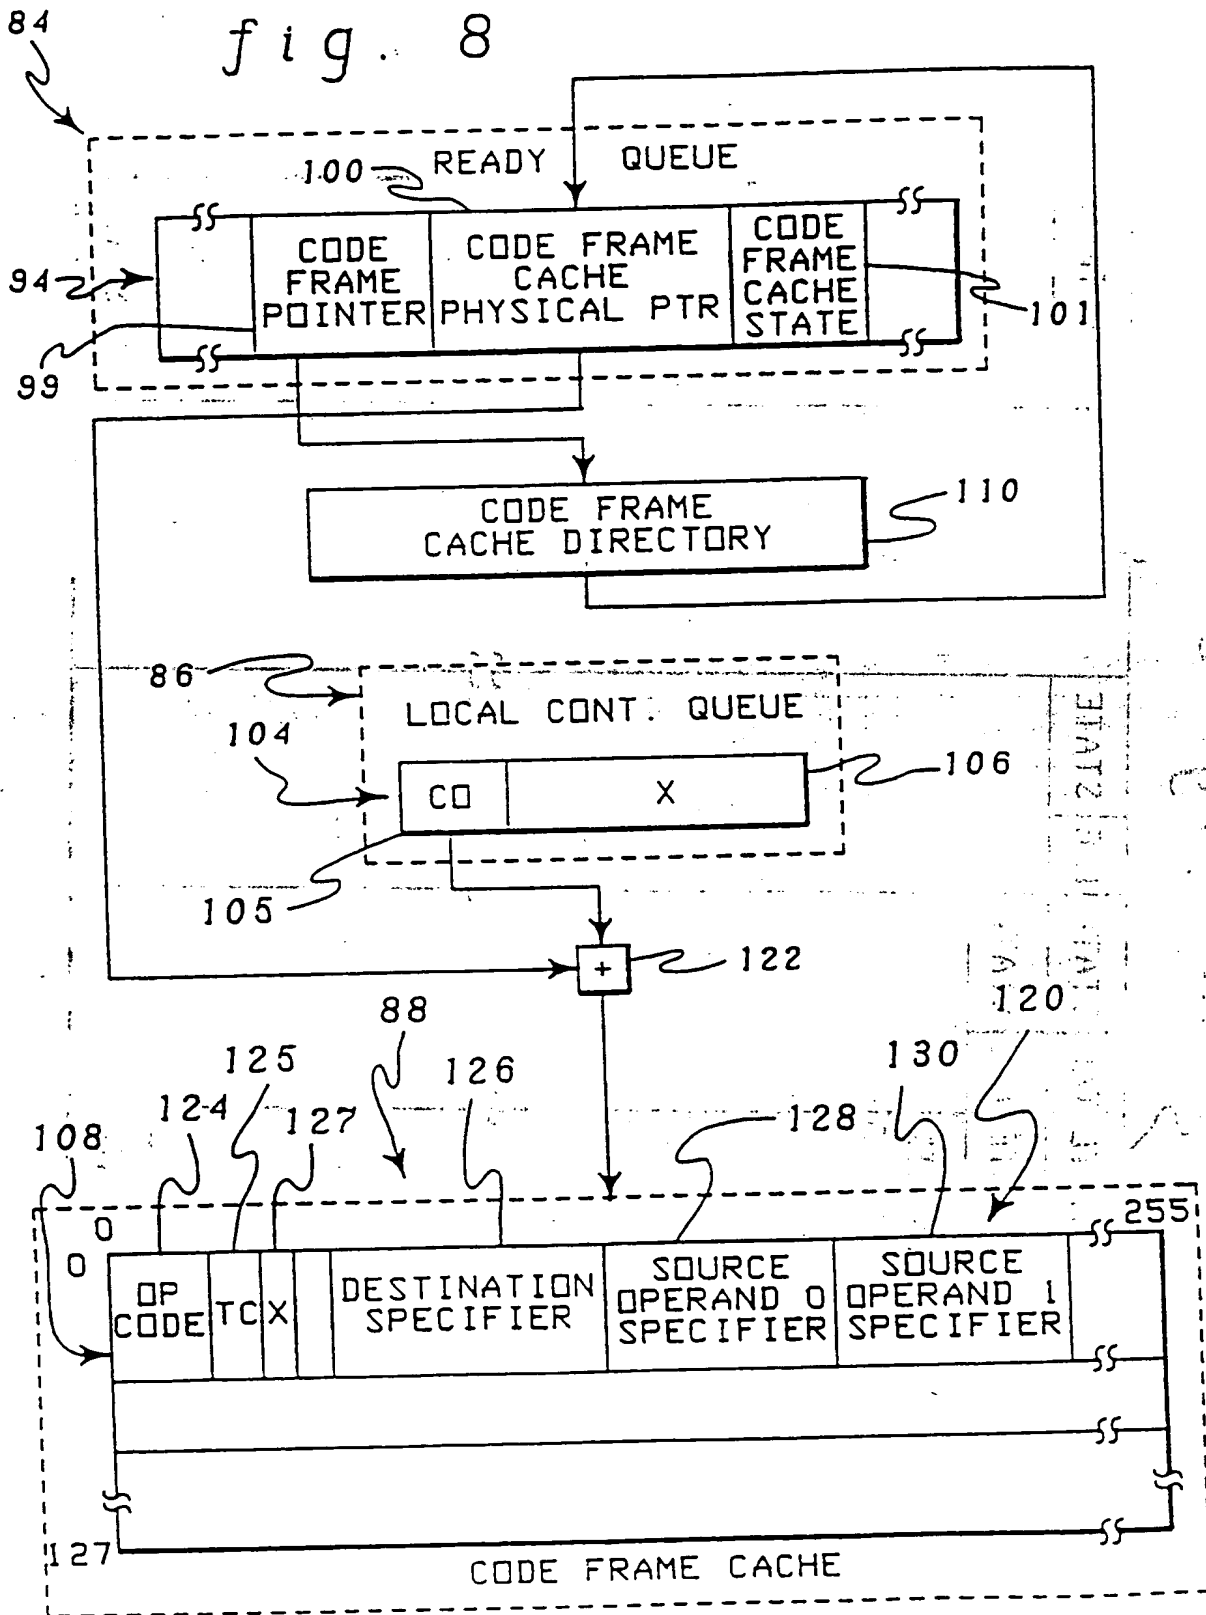 84
fig. 8
READY QUEUE
100
94
CODE FRAME POINTER
CODE FRAME CACHE PHYSICAL PTR
CODE FRAME CACHE STATE
101
99
CODE FRAME
CACHE DIRECTORY
110
86
LOCAL CONT. QUEUE
104
CO
X
106
105
+
122
88
120
125
126
130
124
127
128
108
0
255
0
OP CODE
TC
X
DESTINATION SPECIFIER
SOURCE OPERAND 0 SPECIFIER
SOURCE OPERAND 1 SPECIFIER
127
CODE FRAME CACHE